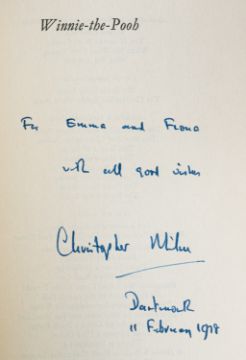 Winnie-the-Pooh
For Emma and Fiona
with all good wishes
Christopher Milne
Dartmouth
11 February 1978